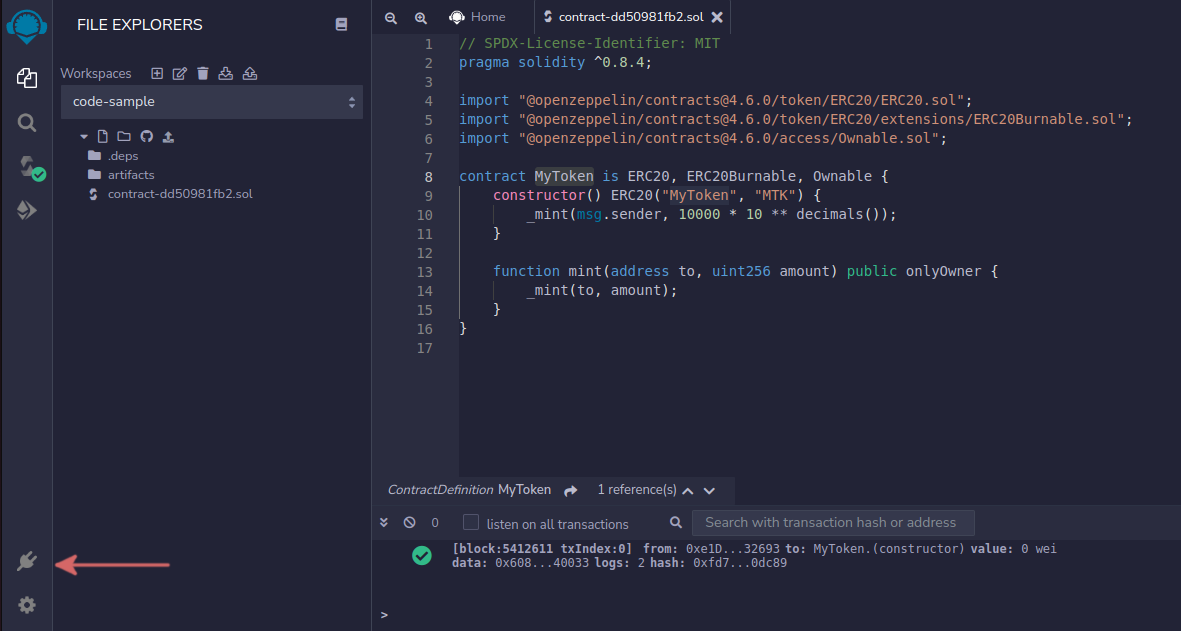 FILE EXPLORERS
Workspaces
code-sample
.deps
artifacts
contract-dd50981fb2.sol
Home
contract-dd50981fb2.sol
1 // SPDX-License-Identifier: MIT
2 pragma solidity ^0.8.4;
3
4 import "@openzeppelin/contracts@4.6.0/token/ERC20/ERC20.sol";
5 import "@openzeppelin/contracts@4.6.0/token/ERC20/extensions/ERC20Burnable.sol";
6 import "@openzeppelin/contracts@4.6.0/access/Ownable.sol";
7
8 contract MyToken is ERC20, ERC20Burnable, Ownable {
9     constructor() ERC20("MyToken", "MTK") {
10         _mint(msg.sender, 10000 * 10 ** decimals());
11     }
12
13     function mint(address to, uint256 amount) public onlyOwner {
14         _mint(to, amount);
15     }
16 }
17
ContractDefinition MyToken 1 reference(s)
0 listen on all transactions Search with transaction hash or address
[block:5412611 txIndex:0] from: 0xe1D...32693 to: MyToken.(constructor) value: 0 wei
data: 0x608...40033 logs: 2 hash: 0xfd7...0dc89
>